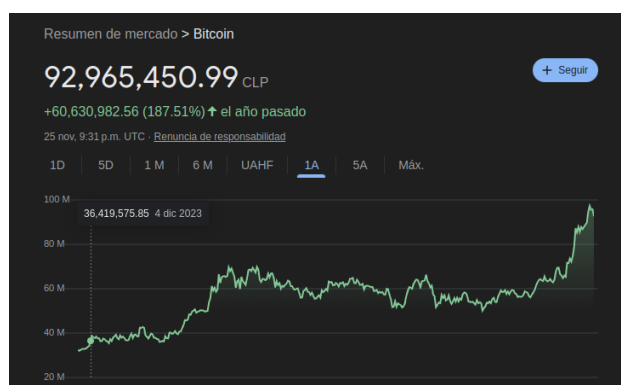 Resumen de mercado > Bitcoin
92,965,450.99 CLP
+ Seguir
+60,630,982.56 (187.51%) ↑ el año pasado
25 nov, 9:31 p.m. UTC · Renuncia de responsabilidad
1D 5D 1 M 6 M UAHF 1A 5A Máx.
100 M
36,419,575.85 4 dic 2023
80 M
60 M
40 M
20 M